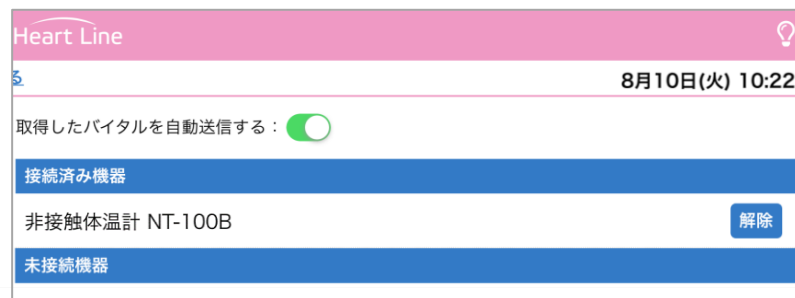 Heart Line
る
8月10日(火) 10:22
取得したバイタルを自動送信する：
接続済み機器
非接触体温計 NT-100B
解除
未接続機器